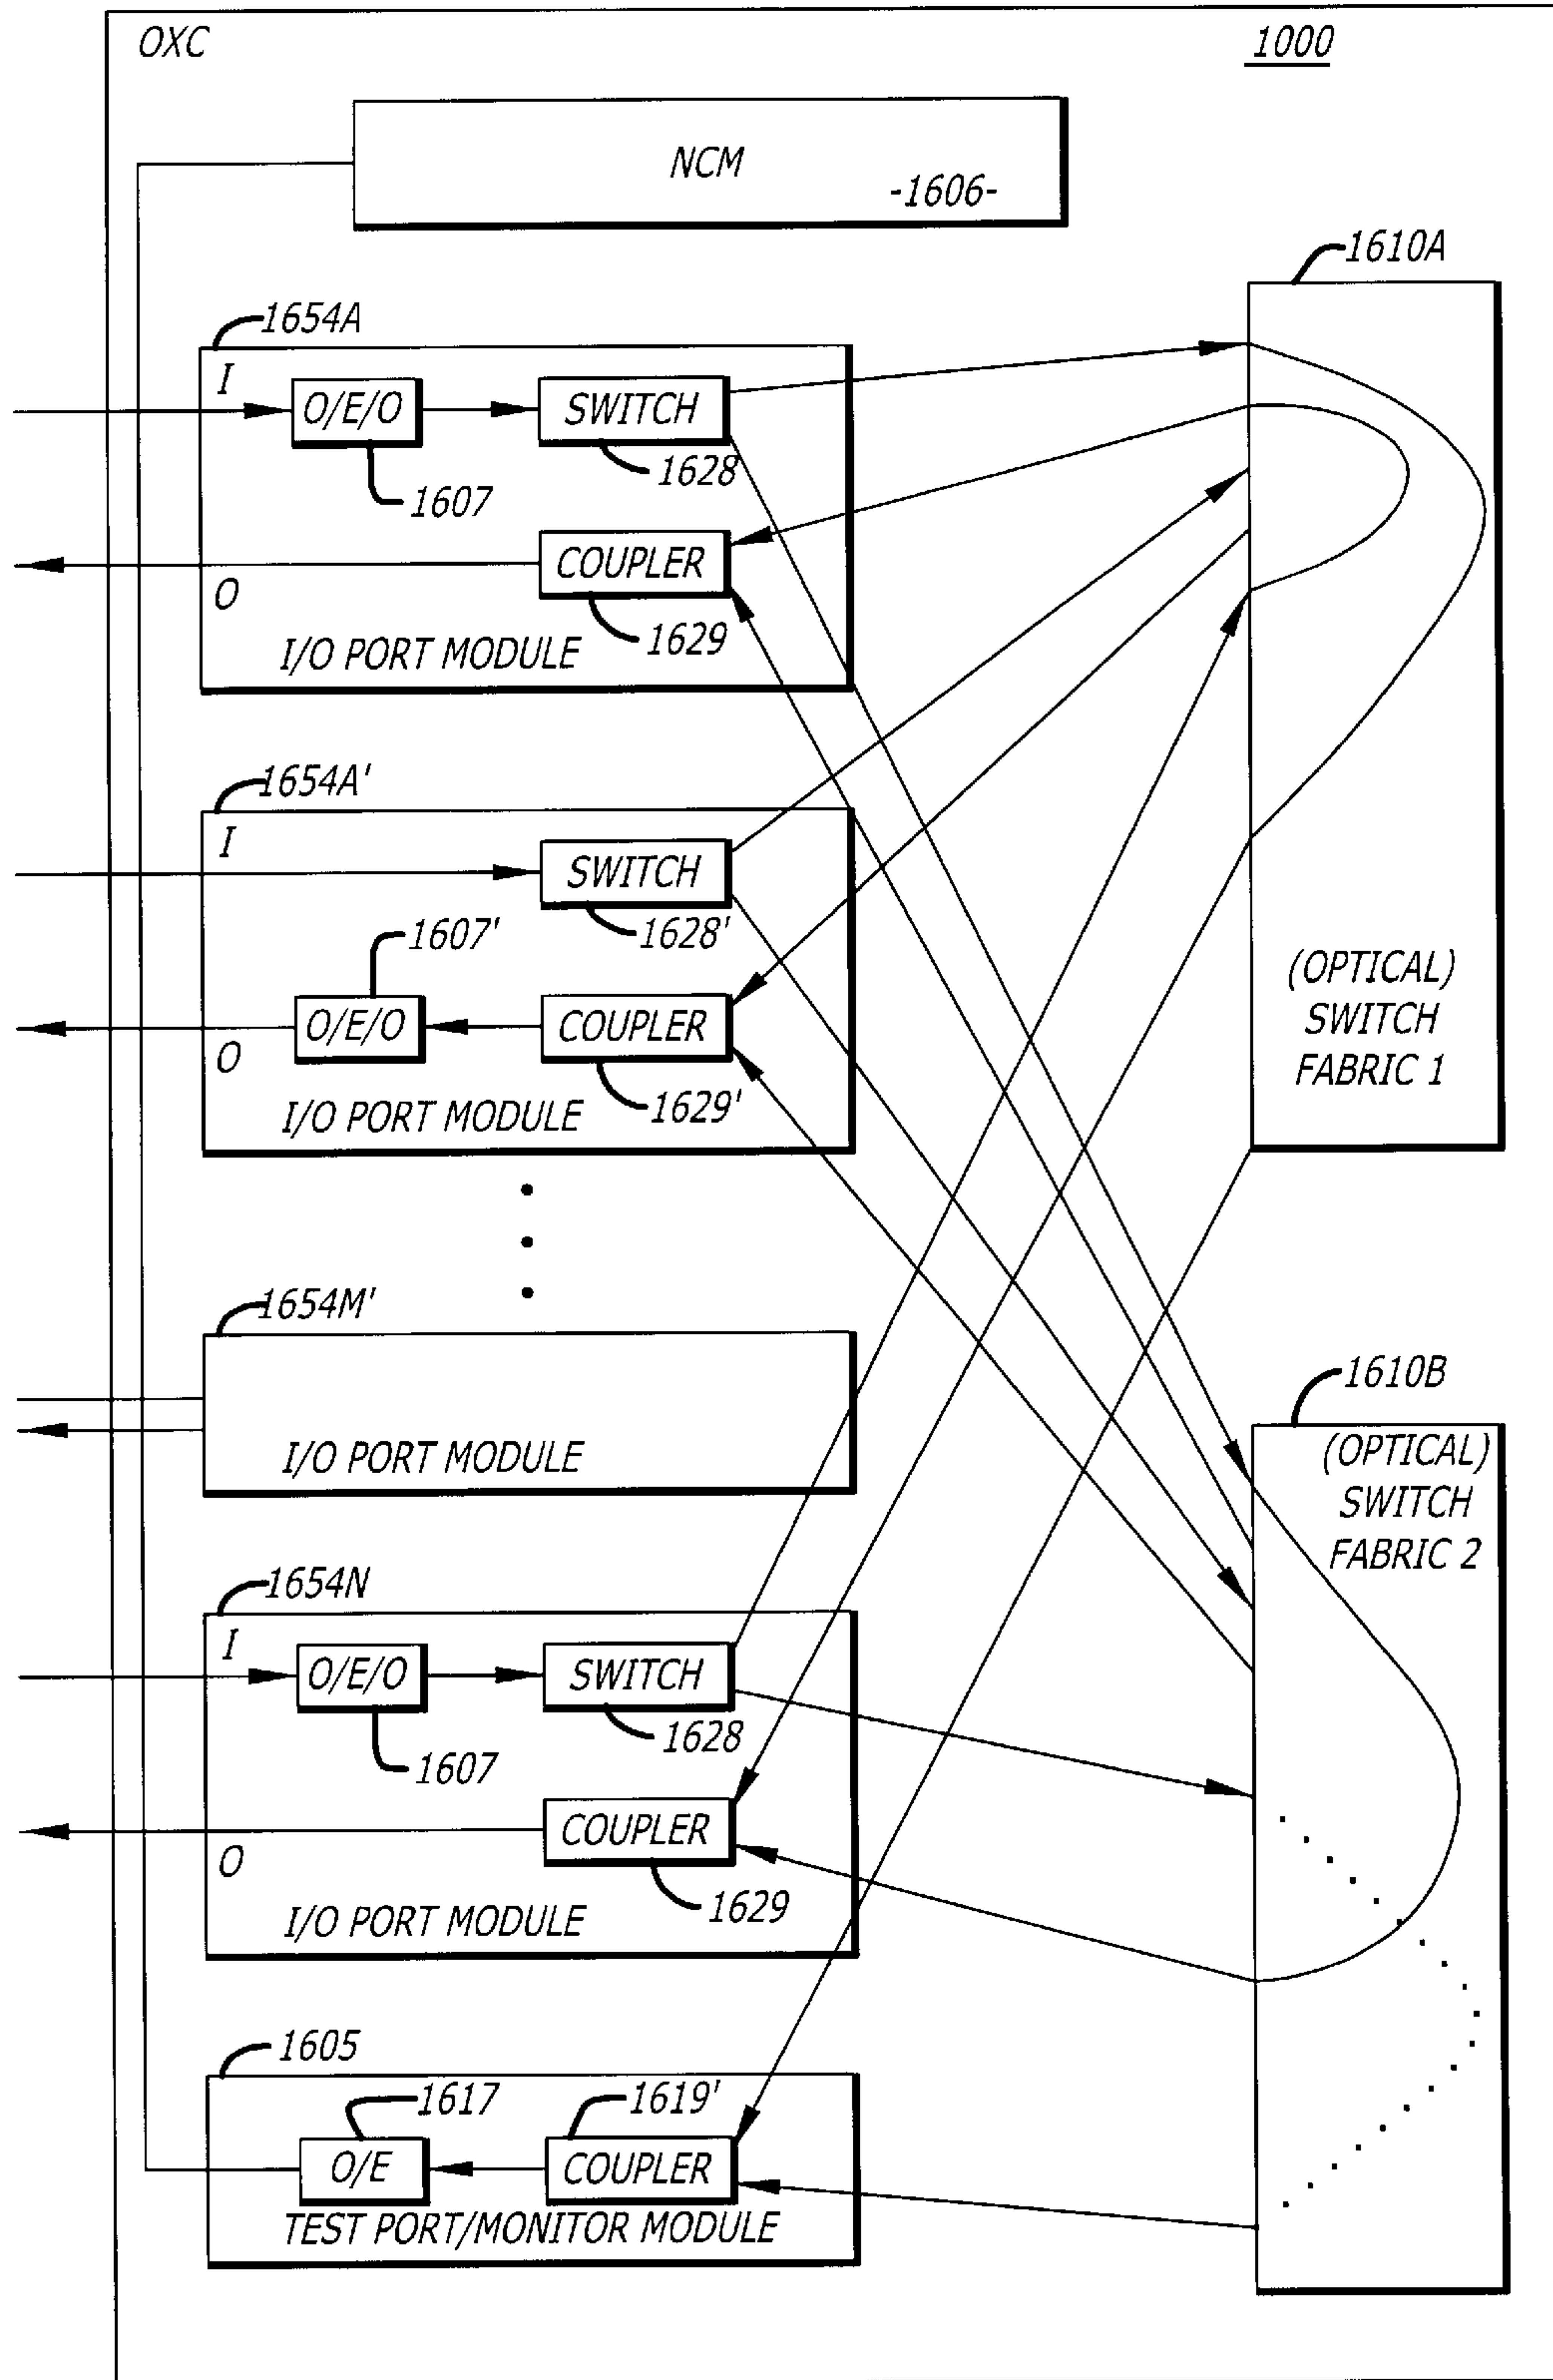 OXC
1000
NCM
-1606-
1610A
1654A
I
O/E/O
SWITCH
1628
1607
COUPLER
O
1629
I/O PORT MODULE
1654A'
I
SWITCH
1607'
1628'
(OPTICAL)
SWITCH
FABRIC 1
O/E/O
COUPLER
O
1629'
I/O PORT MODULE
1654M'
I/O PORT MODULE
1610B
(OPTICAL)
SWITCH
FABRIC 2
1654N
I
O/E/O
SWITCH
1628
1607
COUPLER
O
1629
I/O PORT MODULE
1605
1617
1619'
O/E
COUPLER
TEST PORT/MONITOR MODULE